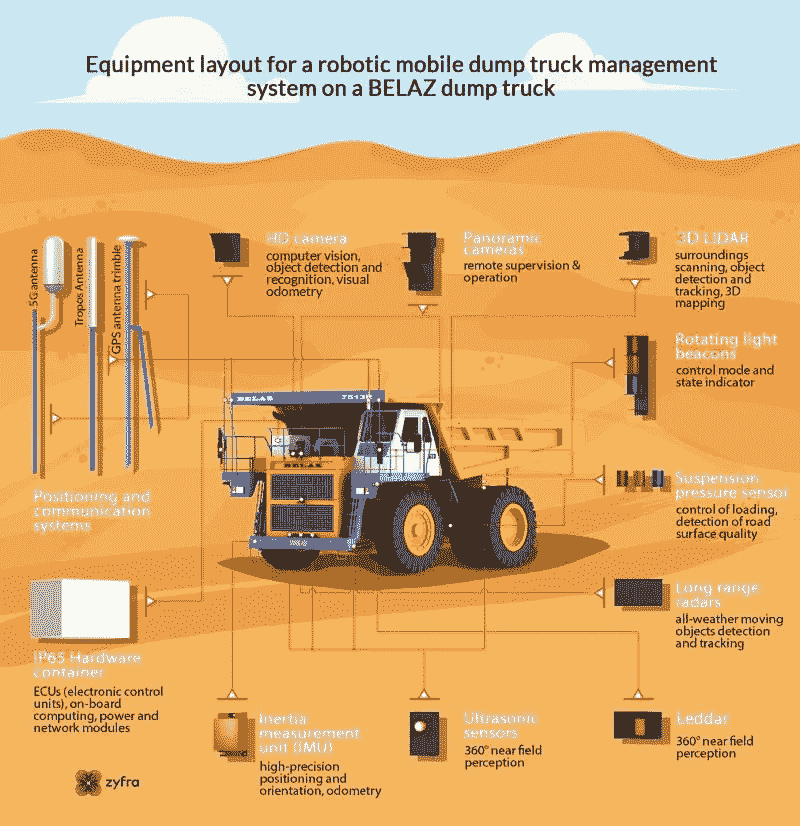 Equipment layout for a robotic mobile dump truck management
system on a BELAZ dump truck
5G antenna
Tropos Antenna
GPS antenna trimble
Positioning and
communication
systems
HD camera
computer vision,
object detection and
recognition, visual
odometry
Panoramic
cameras
remote supervision &
operation
3D LIDAR
surroundings
scanning, object
detection and
tracking, 3D
mapping
Rotating light
beacons
control mode and
state indicator
BELAZ
BELAZ
Suspension
pressure sensor
control of loading,
detection of road
surface quality
Long range
radars
all-weather moving
objects detection
and tracking
IP65 Hardware
container
ECUs (electronic control
units), on-board
computing, power and
network modules
Inertia
measurement
unit (IMU)
high-precision
positioning and
orientation, odometry
Ultrasonic
sensors
360° near field
perception
Leddar
360° near field
perception
zyfra